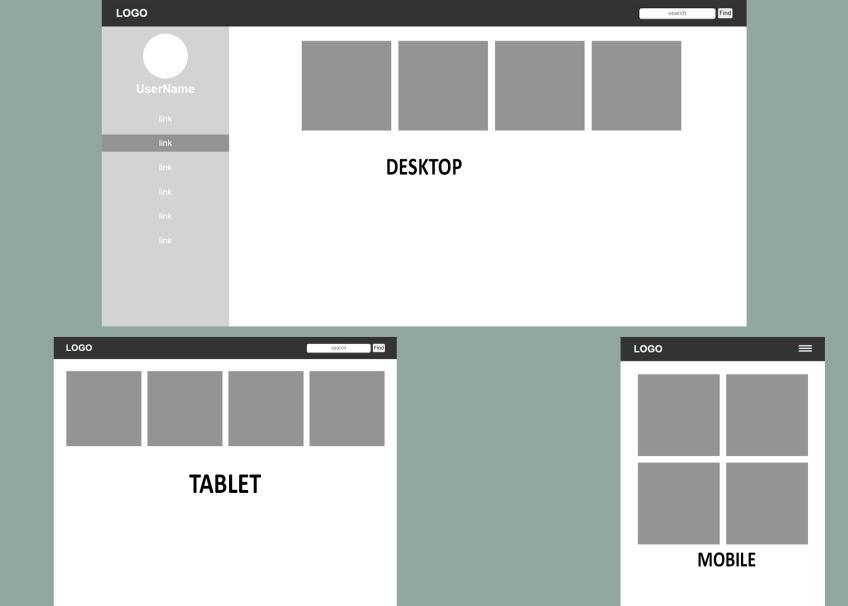 LOGO
search Find
UserName
link
link
link
link
link
link
DESKTOP
LOGO
search Find
TABLET
LOGO
MOBILE